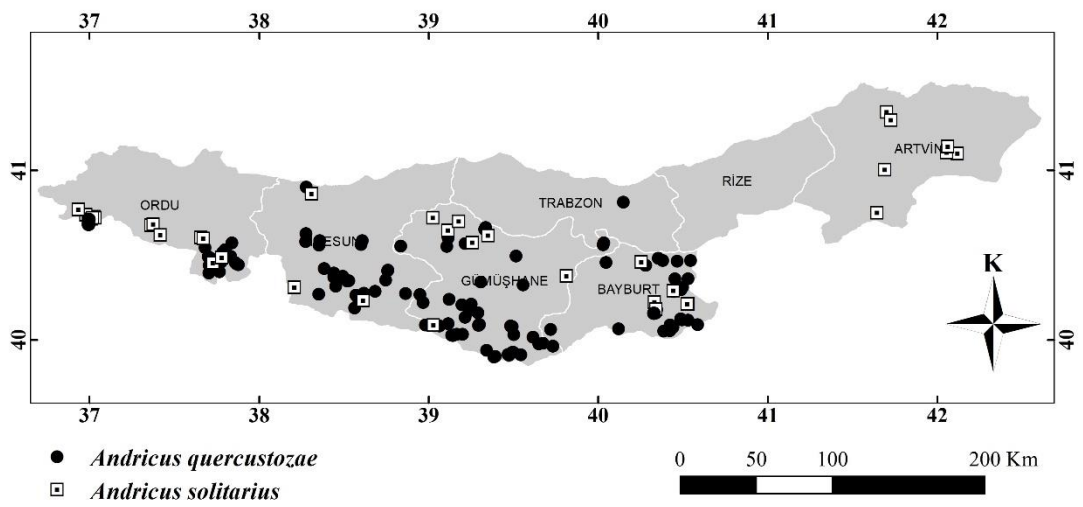 37 38 39 40 41 42
41 41
ARTVİN
RİZE
ORDU
TRABZON
ESUN
GÜMÜŞHANE
BAYBURT
K
40 40
37 38 39 40 41 42
Andricus quercustozae
Andricus solitarius
0 50 100 200 Km